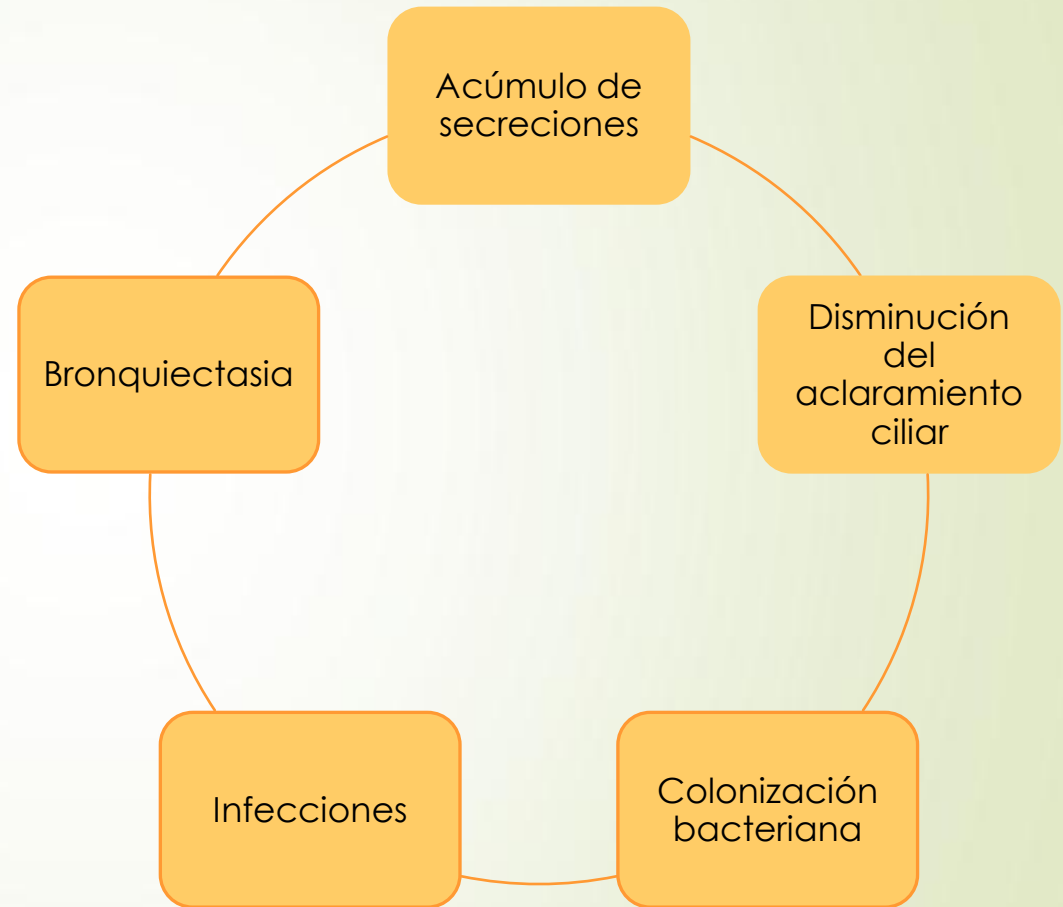 Acúmulo de
secreciones
Disminución
del
aclaramiento
ciliar
Colonización
bacteriana
Infecciones
Bronquiectasia